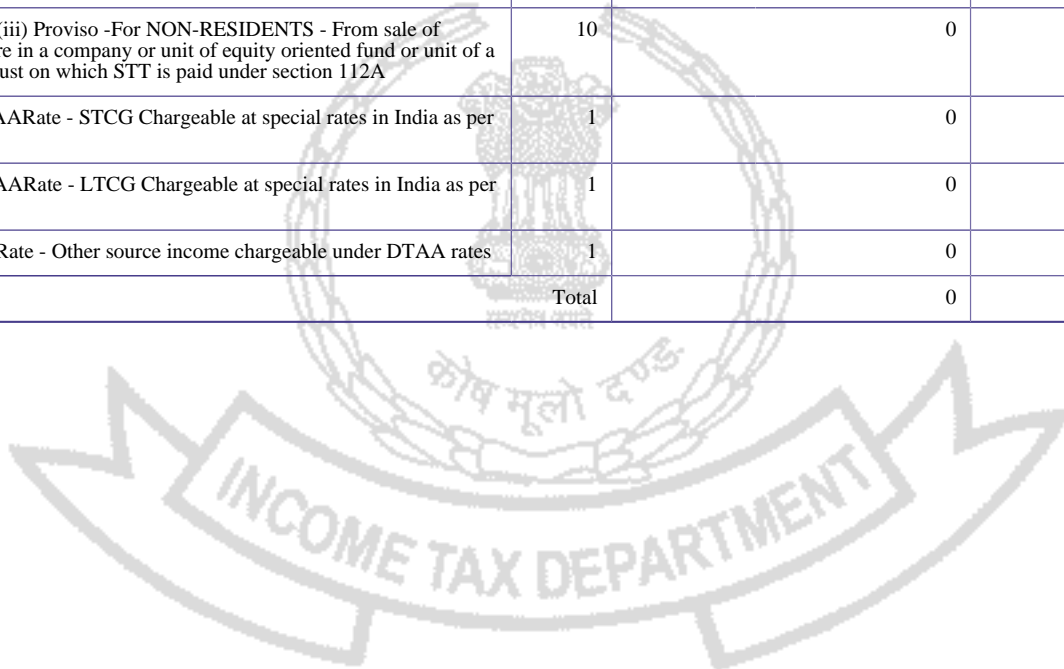 (iii) Proviso -For NON-RESIDENTS - From sale of 10 0
re in a company or unit of equity oriented fund or unit of a
ust on which STT is paid under section 112A
AARate - STCG Chargeable at special rates in India as per 1 0
AARate - LTCG Chargeable at special rates in India as per 1 0
Rate - Other source income chargeable under DTAA rates 1 0
Total 0
सत्यमेव जयते
कोष मूलो दण्डः
INCOME TAX DEPARTMENT